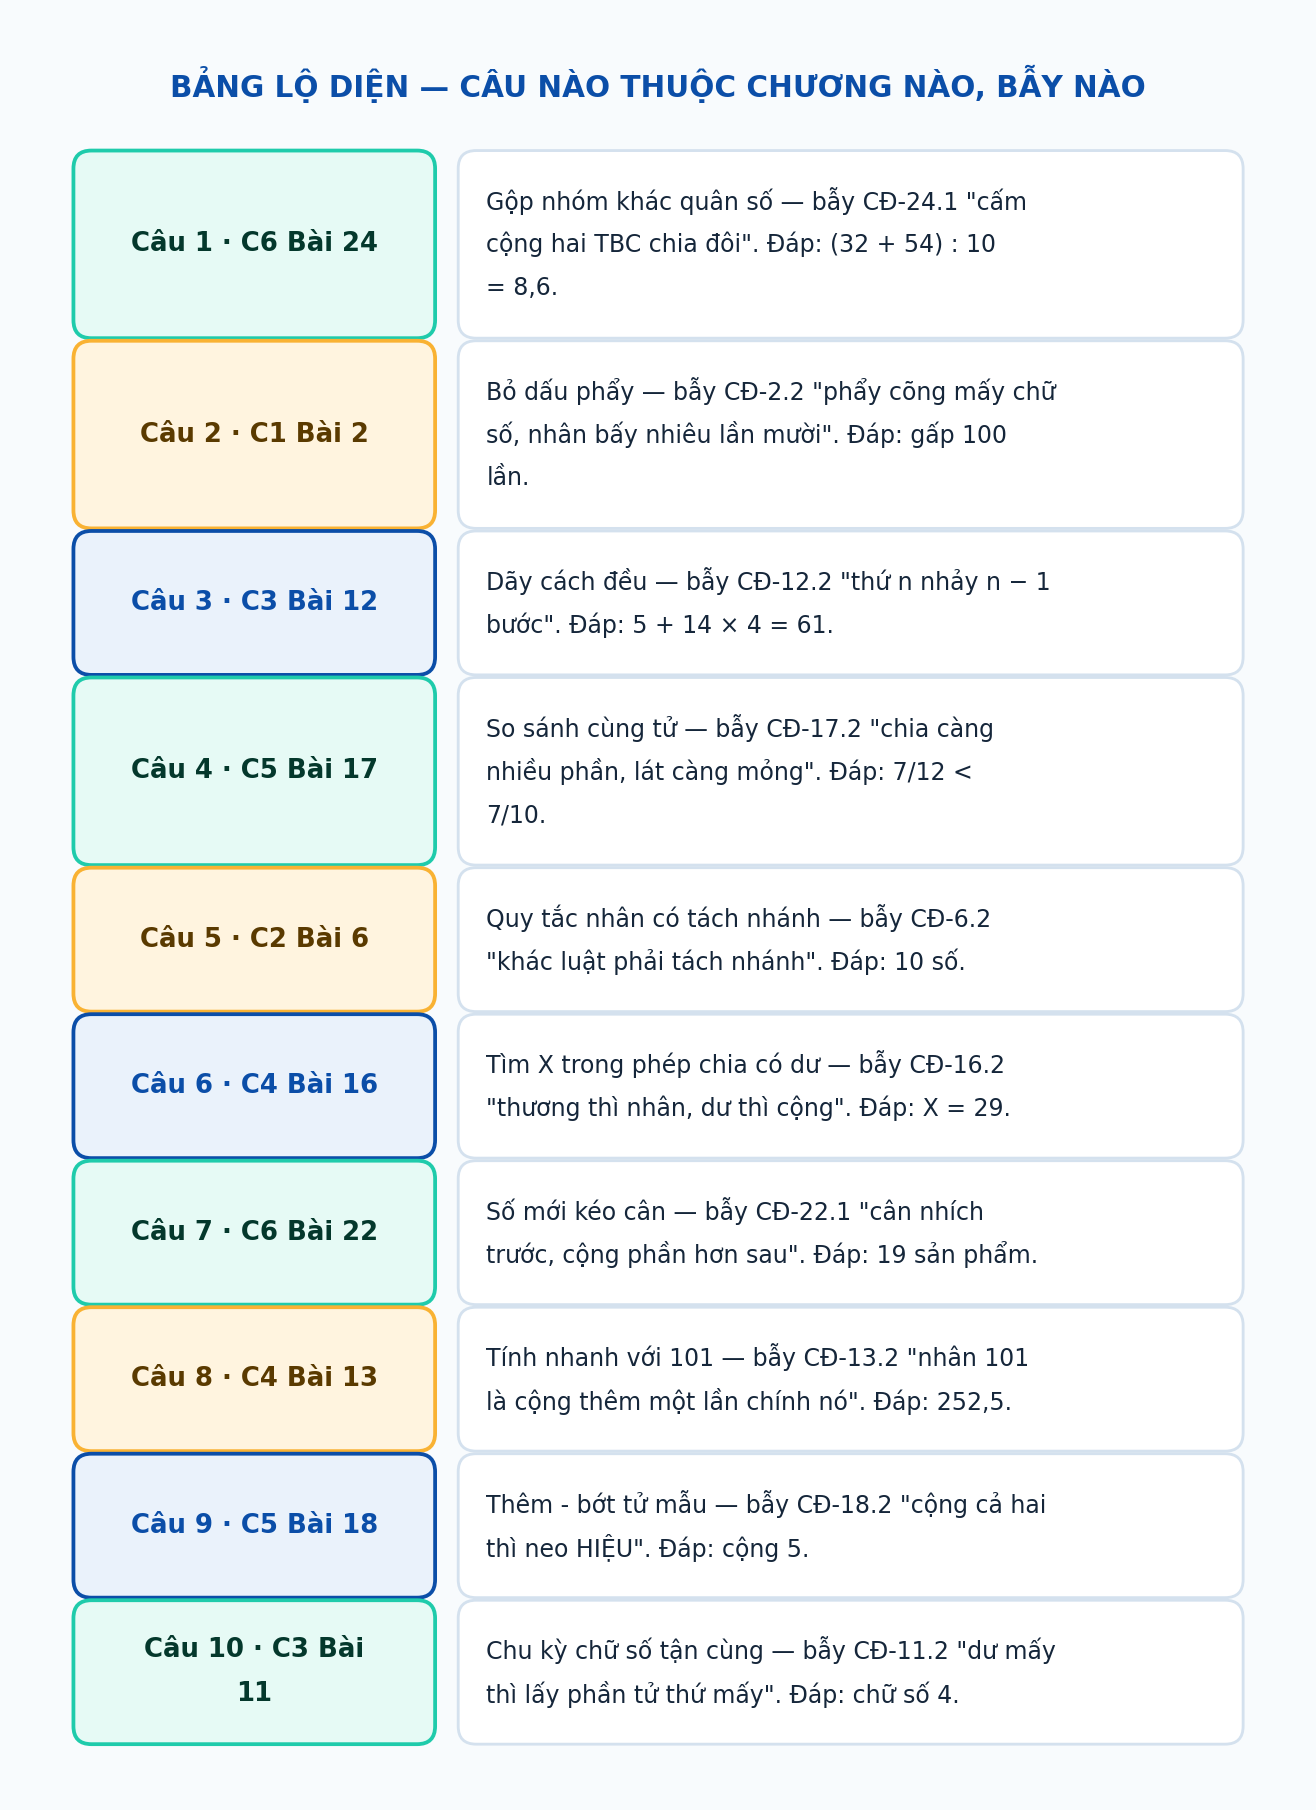 BẢNG LỘ DIỆN — CÂU NÀO THUỘC CHƯƠNG NÀO, BẪY NÀO
Câu 1 · C6 Bài 24
Gộp nhóm khác quân số — bẫy CĐ-24.1 "cấm
cộng hai TBC chia đôi". Đáp: (32 + 54) : 10
= 8,6.
Câu 2 · C1 Bài 2
Bỏ dấu phẩy — bẫy CĐ-2.2 "phẩy cõng mấy chữ
số, nhân bấy nhiêu lần mười". Đáp: gấp 100
lần.
Câu 3 · C3 Bài 12
Dãy cách đều — bẫy CĐ-12.2 "thứ n nhảy n − 1
bước". Đáp: 5 + 14 × 4 = 61.
Câu 4 · C5 Bài 17
So sánh cùng tử — bẫy CĐ-17.2 "chia càng
nhiều phần, lát càng mỏng". Đáp: 7/12 <
7/10.
Câu 5 · C2 Bài 6
Quy tắc nhân có tách nhánh — bẫy CĐ-6.2
"khác luật phải tách nhánh". Đáp: 10 số.
Câu 6 · C4 Bài 16
Tìm X trong phép chia có dư — bẫy CĐ-16.2
"thương thì nhân, dư thì cộng". Đáp: X = 29.
Câu 7 · C6 Bài 22
Số mới kéo cân — bẫy CĐ-22.1 "cân nhích
trước, cộng phần hơn sau". Đáp: 19 sản phẩm.
Câu 8 · C4 Bài 13
Tính nhanh với 101 — bẫy CĐ-13.2 "nhân 101
là cộng thêm một lần chính nó". Đáp: 252,5.
Câu 9 · C5 Bài 18
Thêm - bớt tử mẫu — bẫy CĐ-18.2 "cộng cả hai
thì neo HIỆU". Đáp: cộng 5.
Câu 10 · C3 Bài
11
Chu kỳ chữ số tận cùng — bẫy CĐ-11.2 "dư mấy
thì lấy phần tử thứ mấy". Đáp: chữ số 4.